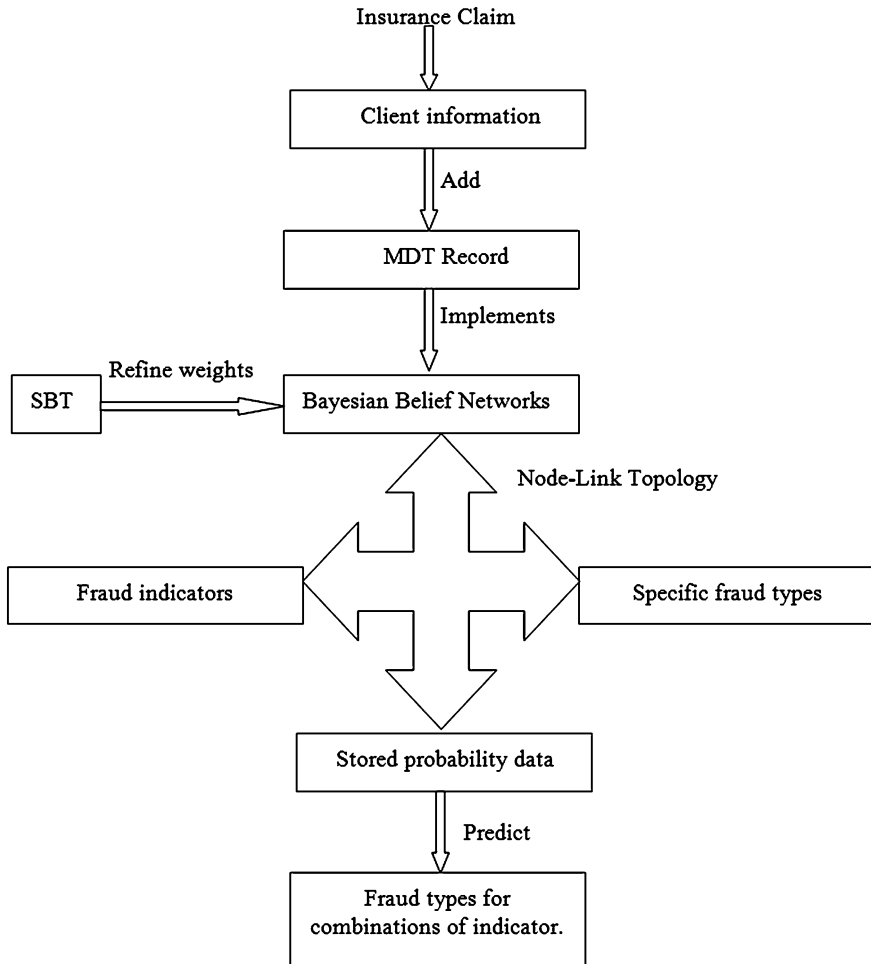 Insurance Claim
Client information
Add
MDT Record
Implements
Refine weights
SBT
Bayesian Belief Networks
Node-Link Topology
Fraud indicators
Specific fraud types
Stored probability data
Predict
Fraud types for
combinations of indicator.